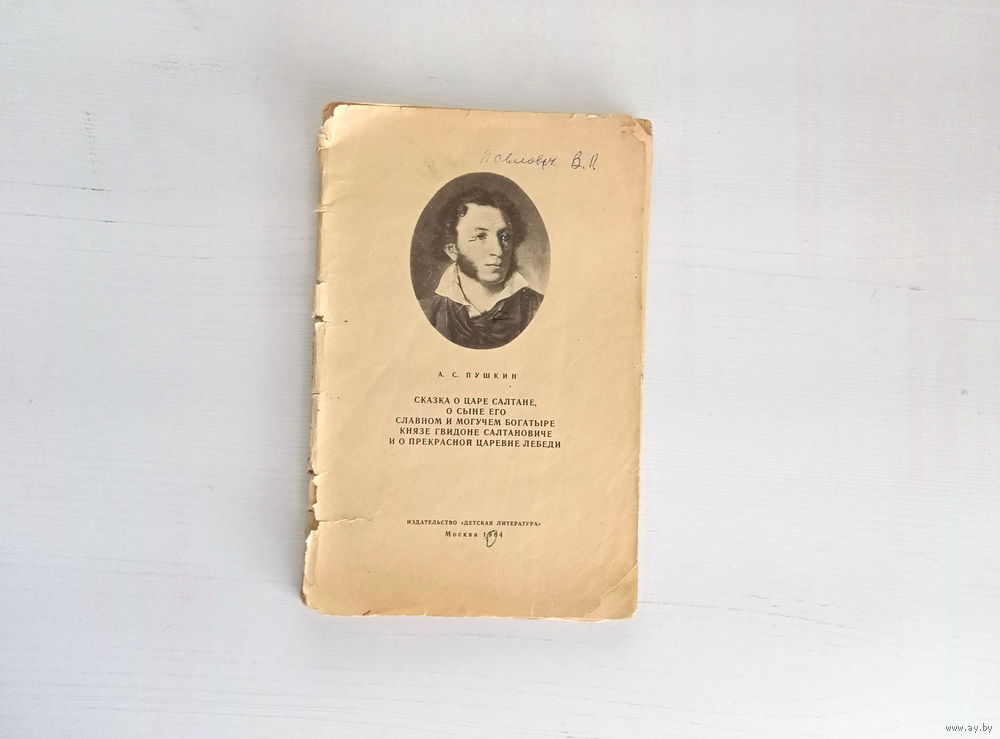 Павлович В.П
А. С. ПУШКИН
СКАЗКА О ЦАРЕ САЛТАНЕ,
О СЫНЕ ЕГО
СЛАВНОМ И МОГУЧЕМ БОГАТЫРЕ
КНЯЗЕ ГВИДОНЕ САЛТАНОВИЧЕ
И О ПРЕКРАСНОЙ ЦАРЕВНЕ ЛЕБЕДИ
ИЗДАТЕЛЬСТВО «ДЕТСКАЯ ЛИТЕРАТУРА»
Москва 1964
www.ay.by